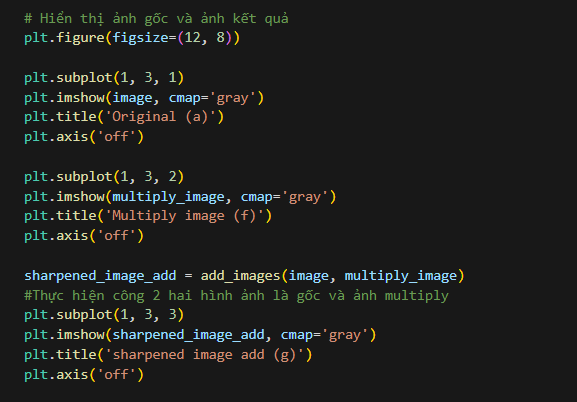 # Hiển thị ảnh gốc và ảnh kết quả
plt.figure(figsize=(12, 8))
plt.subplot(1, 3, 1)
plt.imshow(image, cmap='gray')
plt.title('Original (a)')
plt.axis('off')
plt.subplot(1, 3, 2)
plt.imshow(multiply_image, cmap='gray')
plt.title('Multiply image (f)')
plt.axis('off')
sharpened_image_add = add_images(image, multiply_image)
#Thực hiện công 2 hai hình ảnh là gốc và ảnh multiply
plt.subplot(1, 3, 3)
plt.imshow(sharpened_image_add, cmap='gray')
plt.title('sharpened image add (g)')
plt.axis('off')